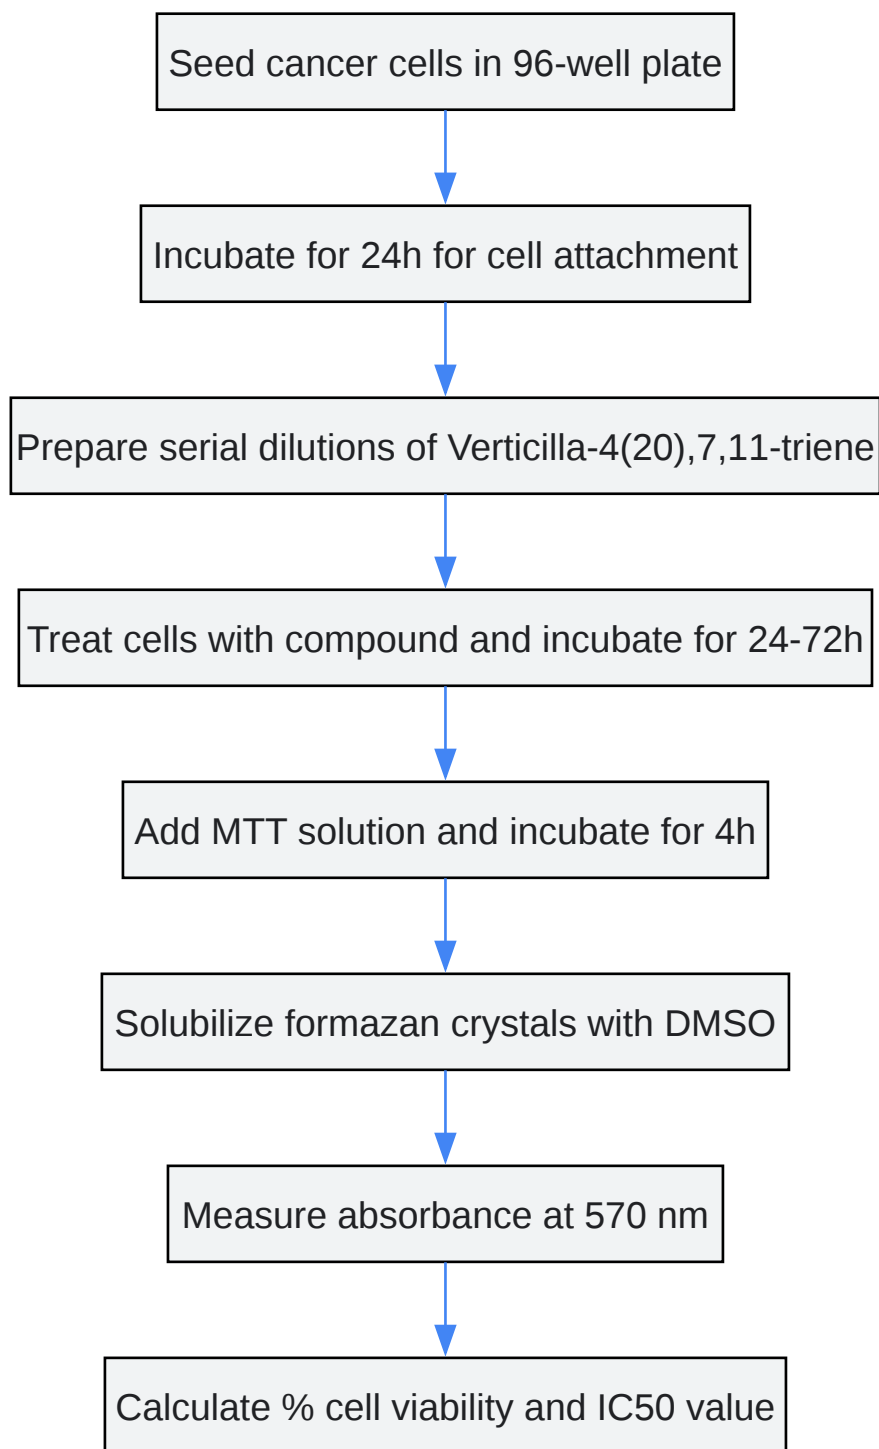 Seed cancer cells in 96-well plate
Incubate for 24h for cell attachment
Prepare serial dilutions of Verticilla-4(20),7,11-triene
Treat cells with compound and incubate for 24-72h
Add MTT solution and incubate for 4h
Solubilize formazan crystals with DMSO
Measure absorbance at 570 nm
Calculate % cell viability and IC50 value